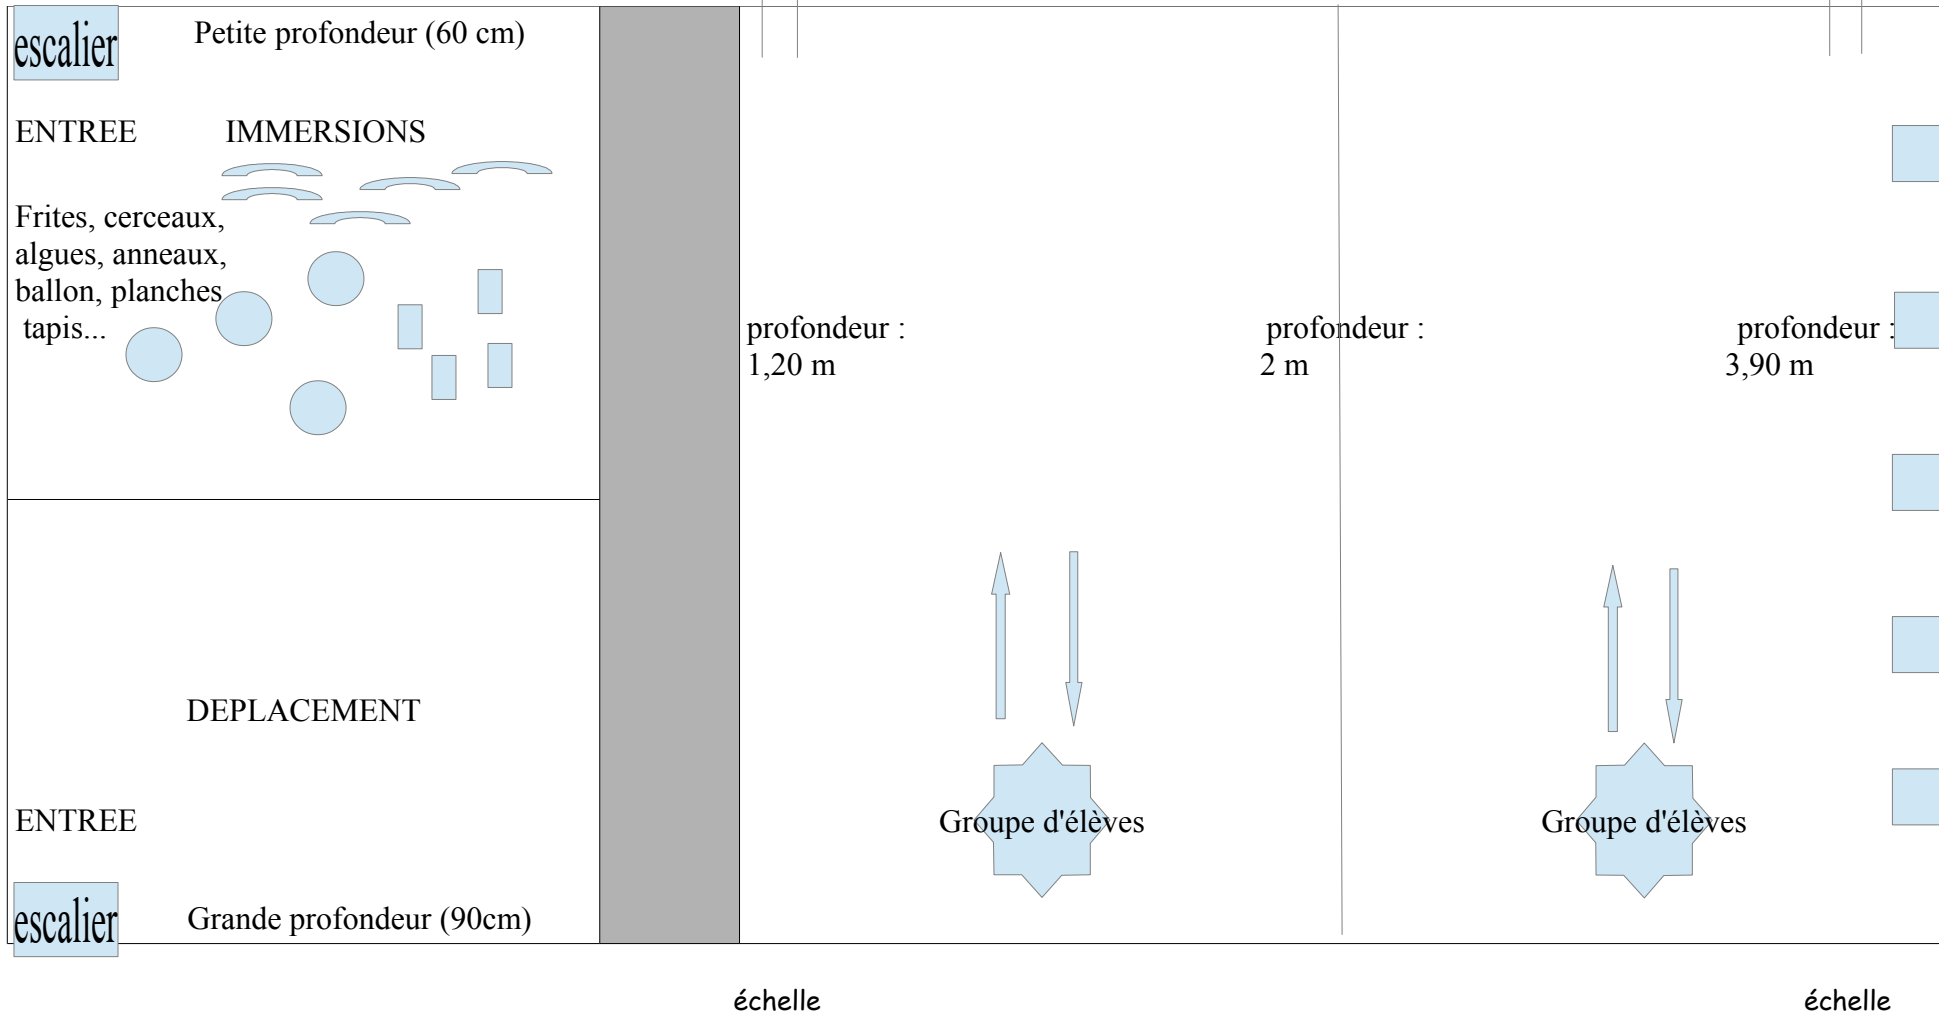 escalier
Petite profondeur (60 cm)
ENTREE
IMMERSIONS
Frites, cerceaux,
algues, anneaux,
ballon, planches
tapis...
profondeur :
1,20 m
profondeur :
2 m
profondeur :
3,90 m
DEPLACEMENT
ENTREE
Groupe d'élèves
Groupe d'élèves
escalier
Grande profondeur (90cm)
échelle
échelle